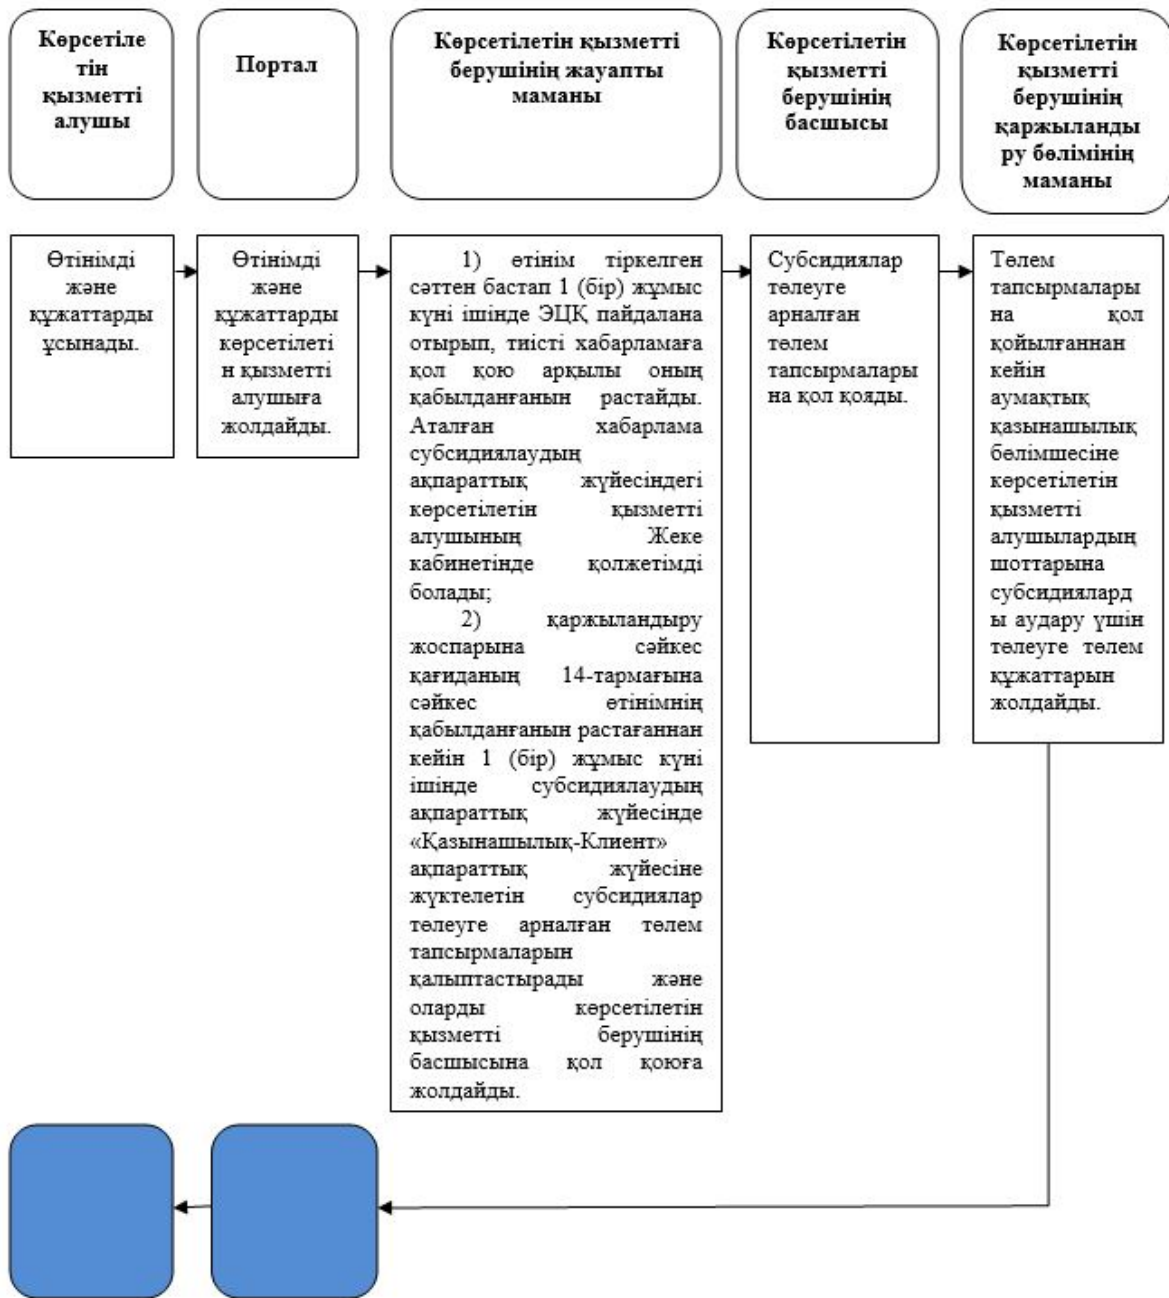 Көрсетіле
тін
қызметті
алушы
Портал
Көрсетілетін қызметті
берушінің жауапты
маманы
Көрсетілетін
қызметті
берушінің
басшысы
Көрсетілетін
қызметті
берушінің
қаржыланды
ру бөлімінің
маманы
Өтінімді
және
құжаттарды
ұсынады.
Өтінімді
және
құжаттарды
көрсетілеті
н қызметті
алушыға
жолдайды.
1) өтінім тіркелген
сәттен бастап 1 (бір) жұмыс
күні ішінде ЭЦҚ пайдалана
отырып, тиісті хабарламаға
қол қою арқылы оның
қабылданғанын растайды.
Аталған хабарлама
субсидиялаудың
ақпараттық жүйесіндегі
көрсетілетін қызметті
алушының Жеке
кабинетінде қолжетімді
болады;
2) қаржыландыру
жоспарына сәйкес
қағиданың 14-тармағына
сәйкес өтінімнің
қабылданғанын растағаннан
кейін 1 (бір) жұмыс күні
ішінде субсидиялаудың
ақпараттық жүйесінде
«Қазынашылық-Клиент»
ақпараттық жүйесіне
жүктелетін субсидиялар
төлеуге арналған төлем
тапсырмаларын
қалыптастырады және
оларды көрсетілетін
қызметті берушінің
басшысына қол қоюға
жолдайды.
Субсидиялар
төлеуге
арналған
төлем
тапсырмалары
на қол қояды.
Төлем
тапсырмалары
на қол
қойылғаннан
кейін
аумақтық
қазынашылық
бөлімшесіне
көрсетілетін
қызметті
алушылардың
шоттарына
субсидиялард
ы аудару үшін
төлеуге төлем
құжаттарын
жолдайды.